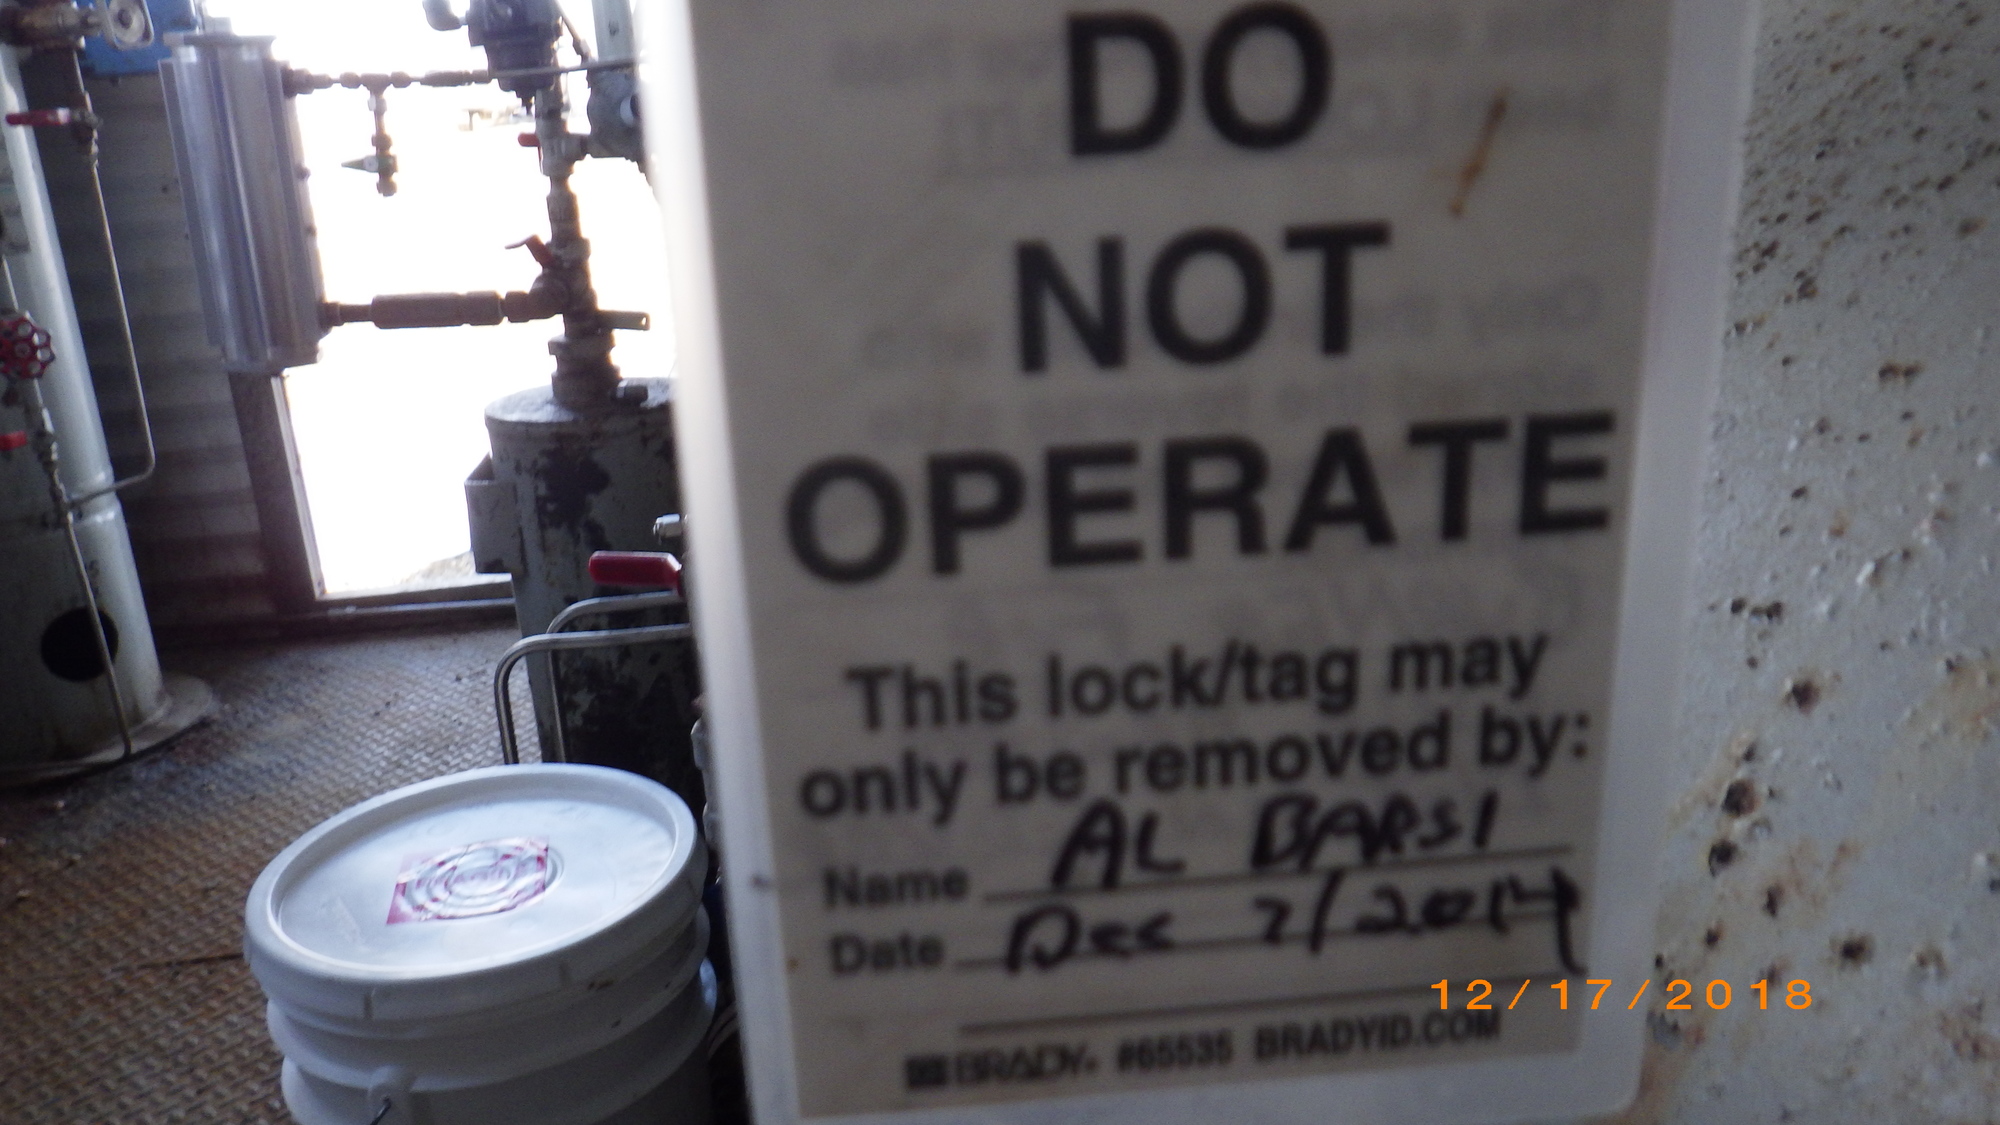 DO
NOT
OPERATE
This lock/tag may
only be removed by:
AL BARSI
Name
Date Dec 7/2014
12/17/2018
BRADY #65535 BRADYID.COM